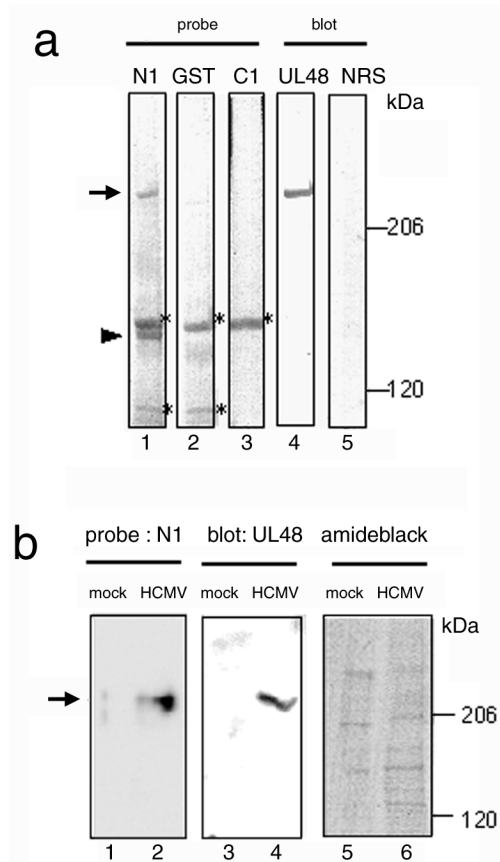 a
probe blot
N1 GST C1 UL48 NRS
kDa
206
*
*
*
120
*
*
1 2 3 4 5
b
probe : N1 blot: UL48 amideblack
mock HCMV mock HCMV mock HCMV
kDa
206
120
1 2 3 4 5 6